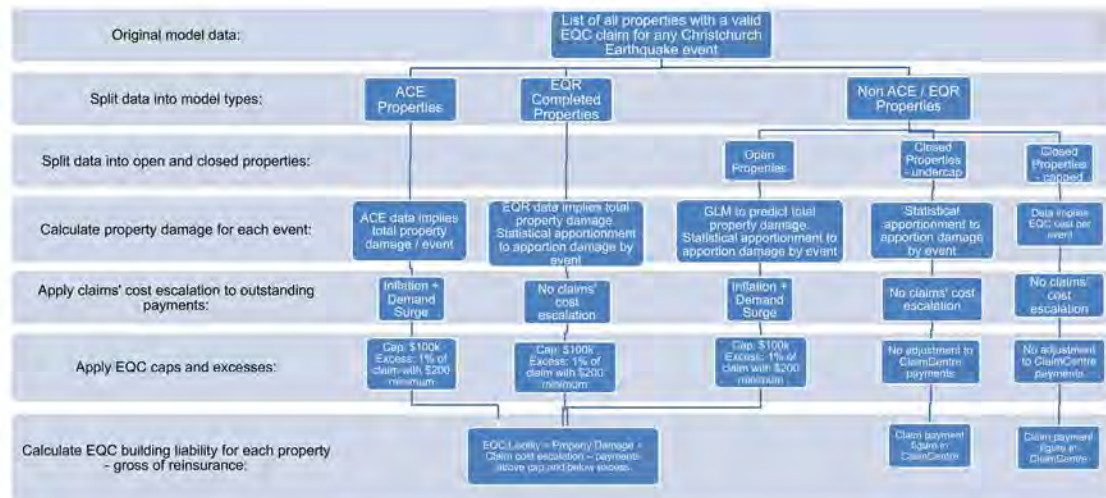 Original model data:
List of all properties with a valid
EQC claim for any Christchurch
Earthquake event
Split data into model types:
ACE
Properties
EQR
Completed
Properties
Non ACE / EQR
Properties
Split data into open and closed properties:
Open
Properties
Closed
Properties
- undercap
Closed
Properties
- capped
Calculate property damage for each event:
ACE data implies
total property
damage / event
EQR data implies total
property damage.
Statistical apportionment
to apportion damage by
event
GLM to predict total
property damage.
Statistical apportionment to
apportion damage by event
Statistical
apportionment to
apportion damage by
event
Data implies
EQC cost per
event
Apply claims' cost escalation to outstanding
payments:
Inflation +
Demand
Surge
No claims'
cost
escalation
Inflation +
Demand
Surge
No claims' cost
escalation
No claims'
cost
escalation
Apply EQC caps and excesses:
Cap: $100k
Excess: 1% of
claim with $200
minimum
Cap: $100k
Excess: 1% of
claim with $200
minimum
Cap: $100k
Excess: 1% of
claim with $200
minimum
No adjustment to
ClaimCentre
payments
No adjustment
to ClaimCentre
payments
Calculate EQC building liability for each property
- gross of reinsurance:
EQC Liability = Property Damage +
Claim cost escalation – payments
above cap and below excess
Claim payment
figure in
ClaimCentre
Claim payment
figure in
ClaimCentre